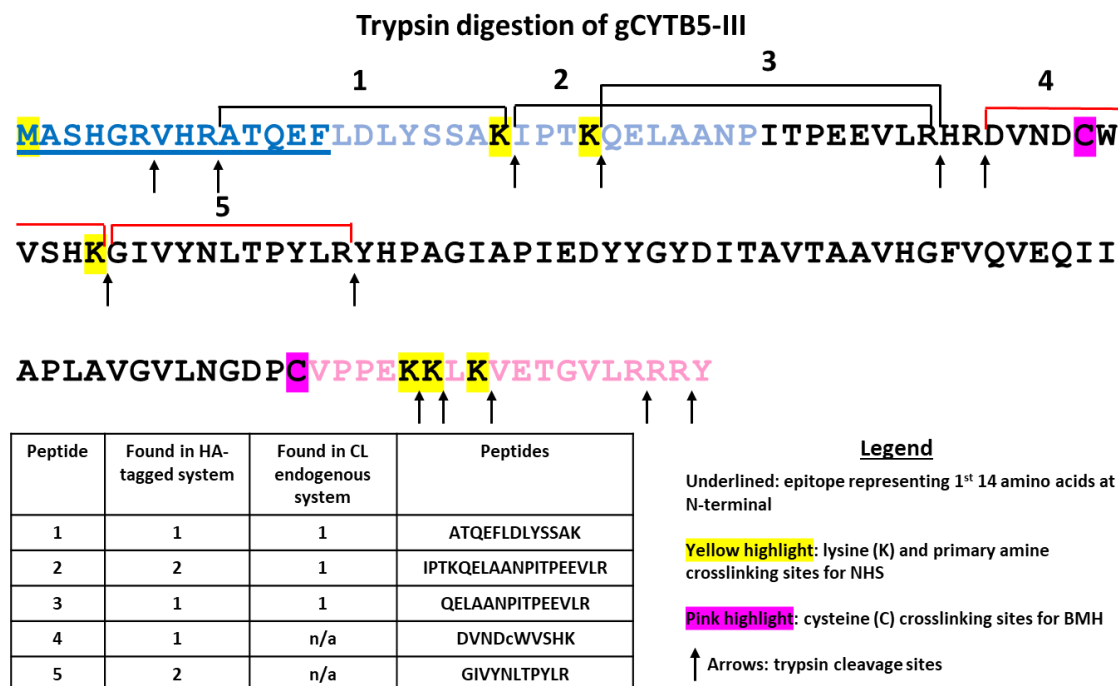 Trypsin digestion of gCYTB5-III
1 2 3 4
MASHGRVHRATQEFLDLYSSAKIPTKQELAANPITPEEVLRHRDVNDCW
5
VSHKGIVYNLTPYLRYHPAGIAPIEDYYGYDITAVTAAVHGFVQVEQII
APLAVGVLNGDPCVPPEKKLKVETGVLRRRY
Peptide Found in HA-tagged system Found in CL endogenous system Peptides
1 1 1 ATQEFLDLYSSAK
2 2 1 IPTKQELAANPITPEEVLR
3 1 1 QELAANPITPEEVLR
4 1 n/a DVNDcWVSHK
5 2 n/a GIVYNLTPYLR
Legend
Underlined: epitope representing 1st 14 amino acids at
N-terminal
Yellow highlight: lysine (K) and primary amine
crosslinking sites for NHS
Pink highlight: cysteine (C) crosslinking sites for BMH
Arrows: trypsin cleavage sites